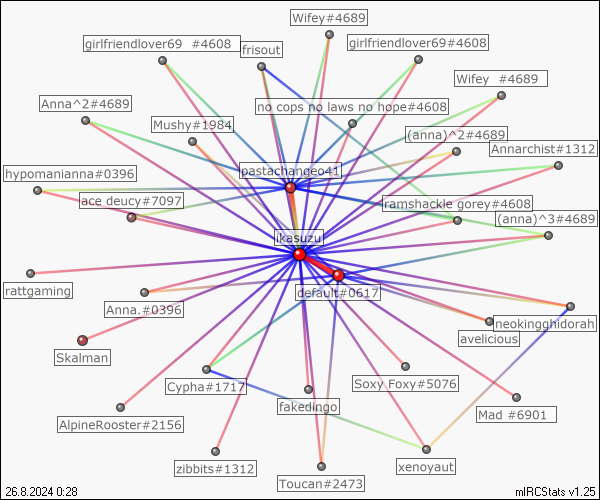 Wifey#4689
girlfriendlover69 #4608
frisout
girlfriendlover69#4608
Wifey #4689
Anna^2#4689
no cops no laws no hope#4608
Mushy#1984
(anna)^2#4689
Annarchist#1312
hypomanianna#0396
pastachangeo41
ace deucy#7097
ramshackle gorey#4608
(anna)^3#4689
ikasuzu
rattgaming
default#0617
Anna.#0396
neokingghidorah
avelicious
Skalman
Cypha#1717
Soxy Foxy#5076
fakedingo
Mad #6901
AlpineRooster#2156
zibbits#1312
xenoyaut
Toucan#2473
26.8.2024 0:28
mIRCStats v1.25